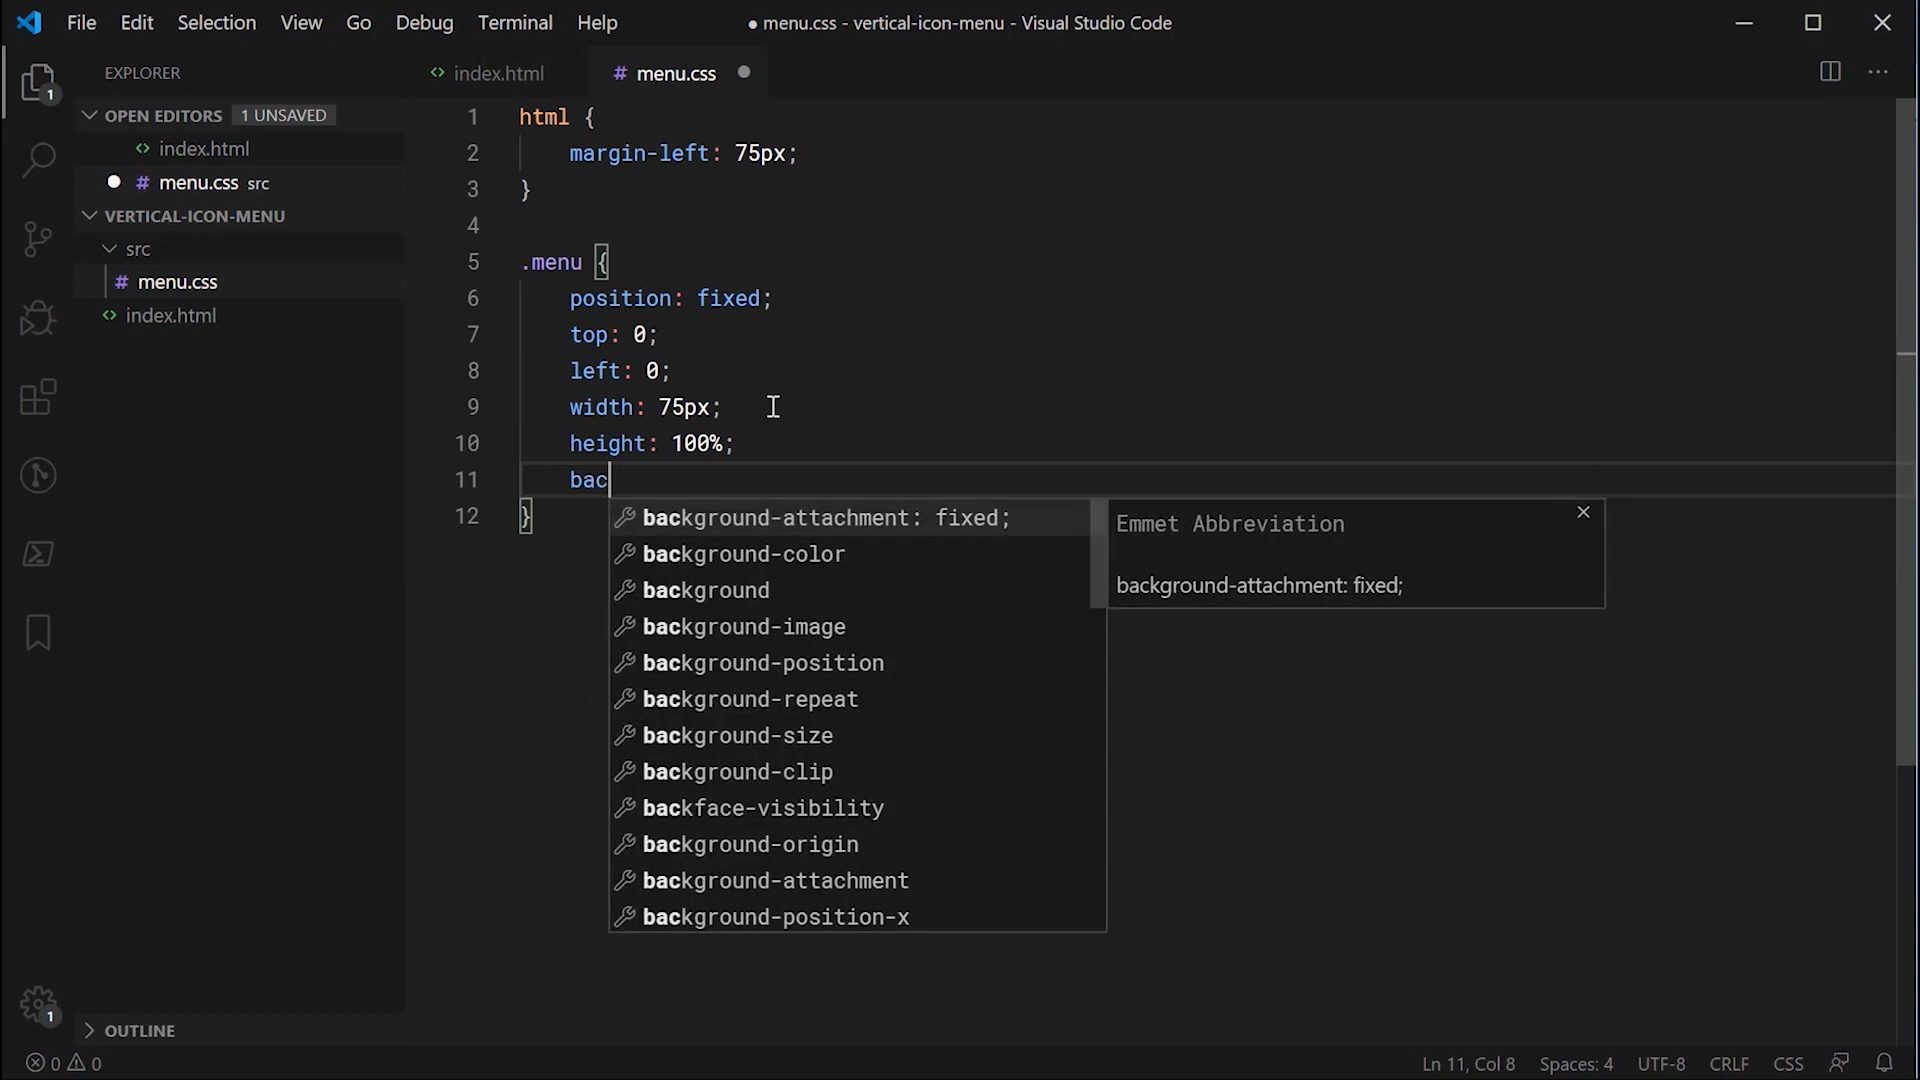 File Edit Selection View Go Debug Terminal Help
● menu.css - vertical-icon-menu - Visual Studio Code
EXPLORER
OPEN EDITORS 1 UNSAVED
index.html
# menu.css src
VERTICAL-ICON-MENU
src
# menu.css
<> index.html
OUTLINE
1
1
<> index.html
# menu.css
1 html {
2 margin-left: 75px;
3 }
4
5 .menu {
6 position: fixed;
7 top: 0;
8 left: 0;
9 width: 75px;
10 height: 100%;
11 bac
12 }
background-attachment: fixed;
background-color
background
background-image
background-position
background-repeat
background-size
background-clip
backface-visibility
background-origin
background-attachment
background-position-x
Emmet Abbreviation
background-attachment: fixed;
0 0
Ln 11, Col 8 Spaces: 4 UTF-8 CRLF CSS